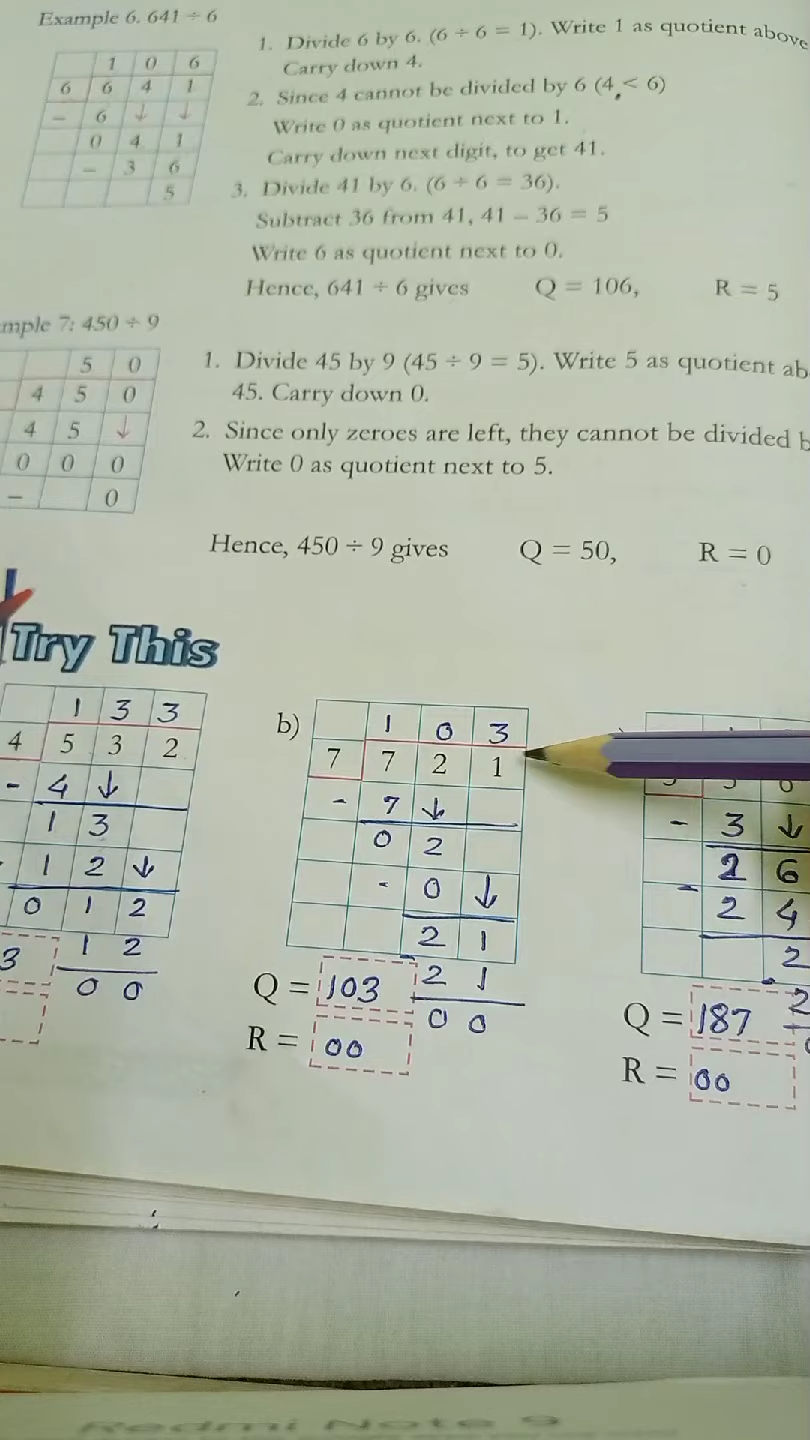 Example 6. 641 ÷ 6
1 0 6
6 6 4 1
– 6 ↓ ↓
0 4 1
– 3 6
5
1. Divide 6 by 6. (6 ÷ 6 = 1). Write 1 as quotient above
Carry down 4.
2. Since 4 cannot be divided by 6 (4 < 6)
Write 0 as quotient next to 1.
Carry down next digit, to get 41.
3. Divide 41 by 6. (6 ÷ 6 = 36).
Subtract 36 from 41, 41 – 36 = 5
Write 6 as quotient next to 0.
Hence, 641 ÷ 6 gives Q = 106, R = 5
mple 7: 450 ÷ 9
5 0
4 5 0
4 5 ↓
0 0 0
– 0
1. Divide 45 by 9 (45 ÷ 9 = 5). Write 5 as quotient ab
45. Carry down 0.
2. Since only zeroes are left, they cannot be divided b
Write 0 as quotient next to 5.
Hence, 450 ÷ 9 gives Q = 50, R = 0
Try This
1 3 3
4 5 3 2
- 4 ↓
1 3
1 2 ↓
0 1 2
1 2
0 0
3
b)
1 0 3
7 7 2 1
- 7 ↓
0 2
- 0 ↓
2 1
2 1
0 0
Q = 103
R = 00
- 3 ↓
2 6
- 2 4
2
2
Q = 187
R = 00
Redmi Note 9